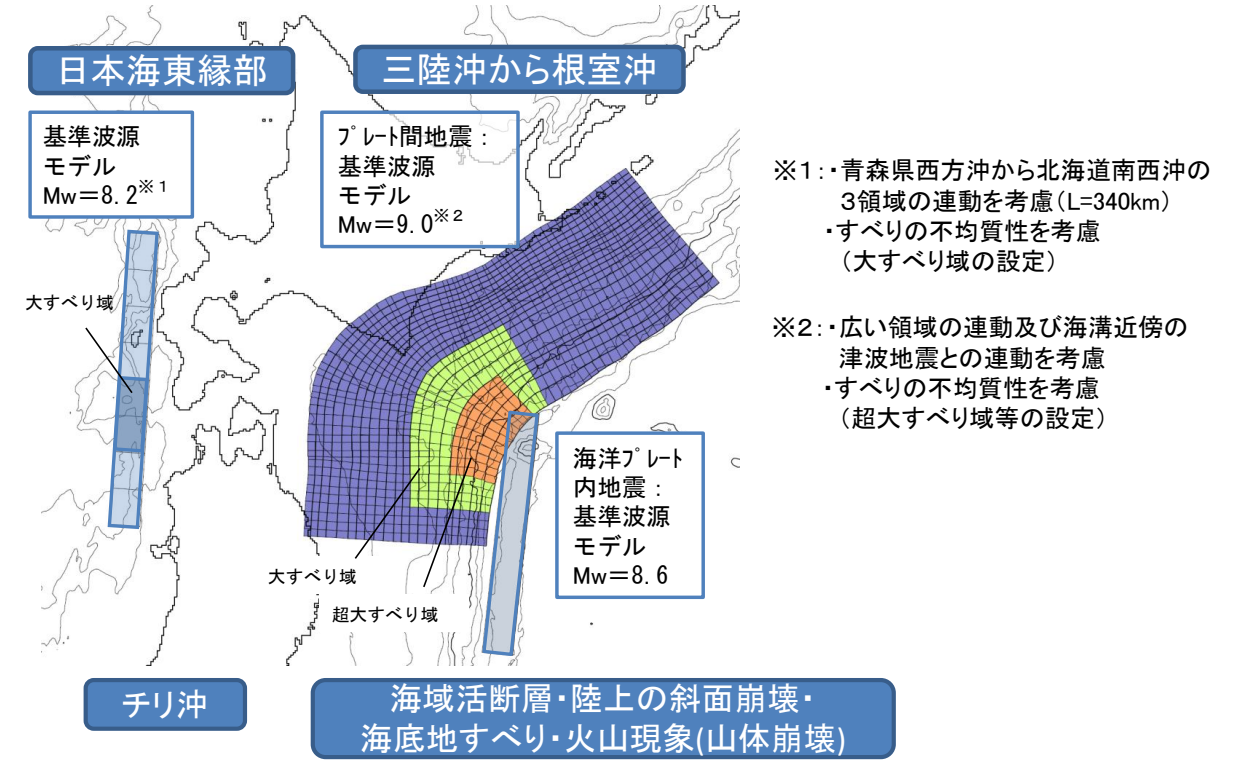 日本海東縁部
三陸沖から根室沖
基準波源
モデル
Mw=8.2※1
プレート間地震：
基準波源
モデル
Mw=9.0※2
大すべり域
海洋プレート
内地震：
基準波源
モデル
Mw=8.6
大すべり域
超大すべり域
チリ沖
海域活断層・陸上の斜面崩壊・
海底地すべり・火山現象(山体崩壊)
※1：・青森県西方沖から北海道南西沖の
3領域の連動を考慮(L=340km)
・すべりの不均質性を考慮
（大すべり域の設定）
※2：・広い領域の連動及び海溝近傍の
津波地震との連動を考慮
・すべりの不均質性を考慮
（超大すべり域等の設定）